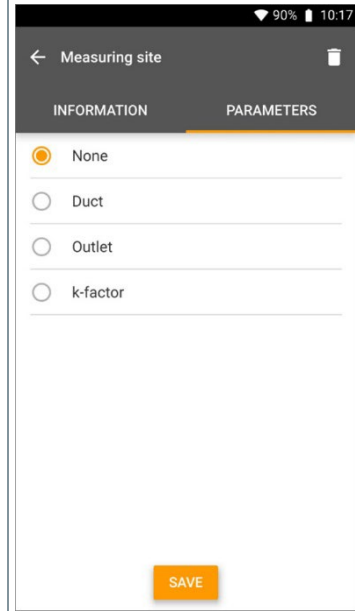 90% 10:17
Measuring site
INFORMATION PARAMETERS
None
Duct
Outlet
k-factor
SAVE